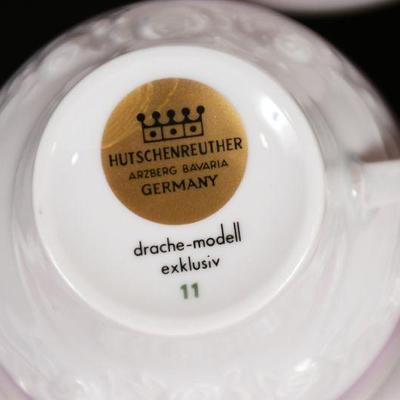 HUTSCHENREUTHER
ARZBERG BAVARIA
GERMANY
drache-modell
exklusiv
11